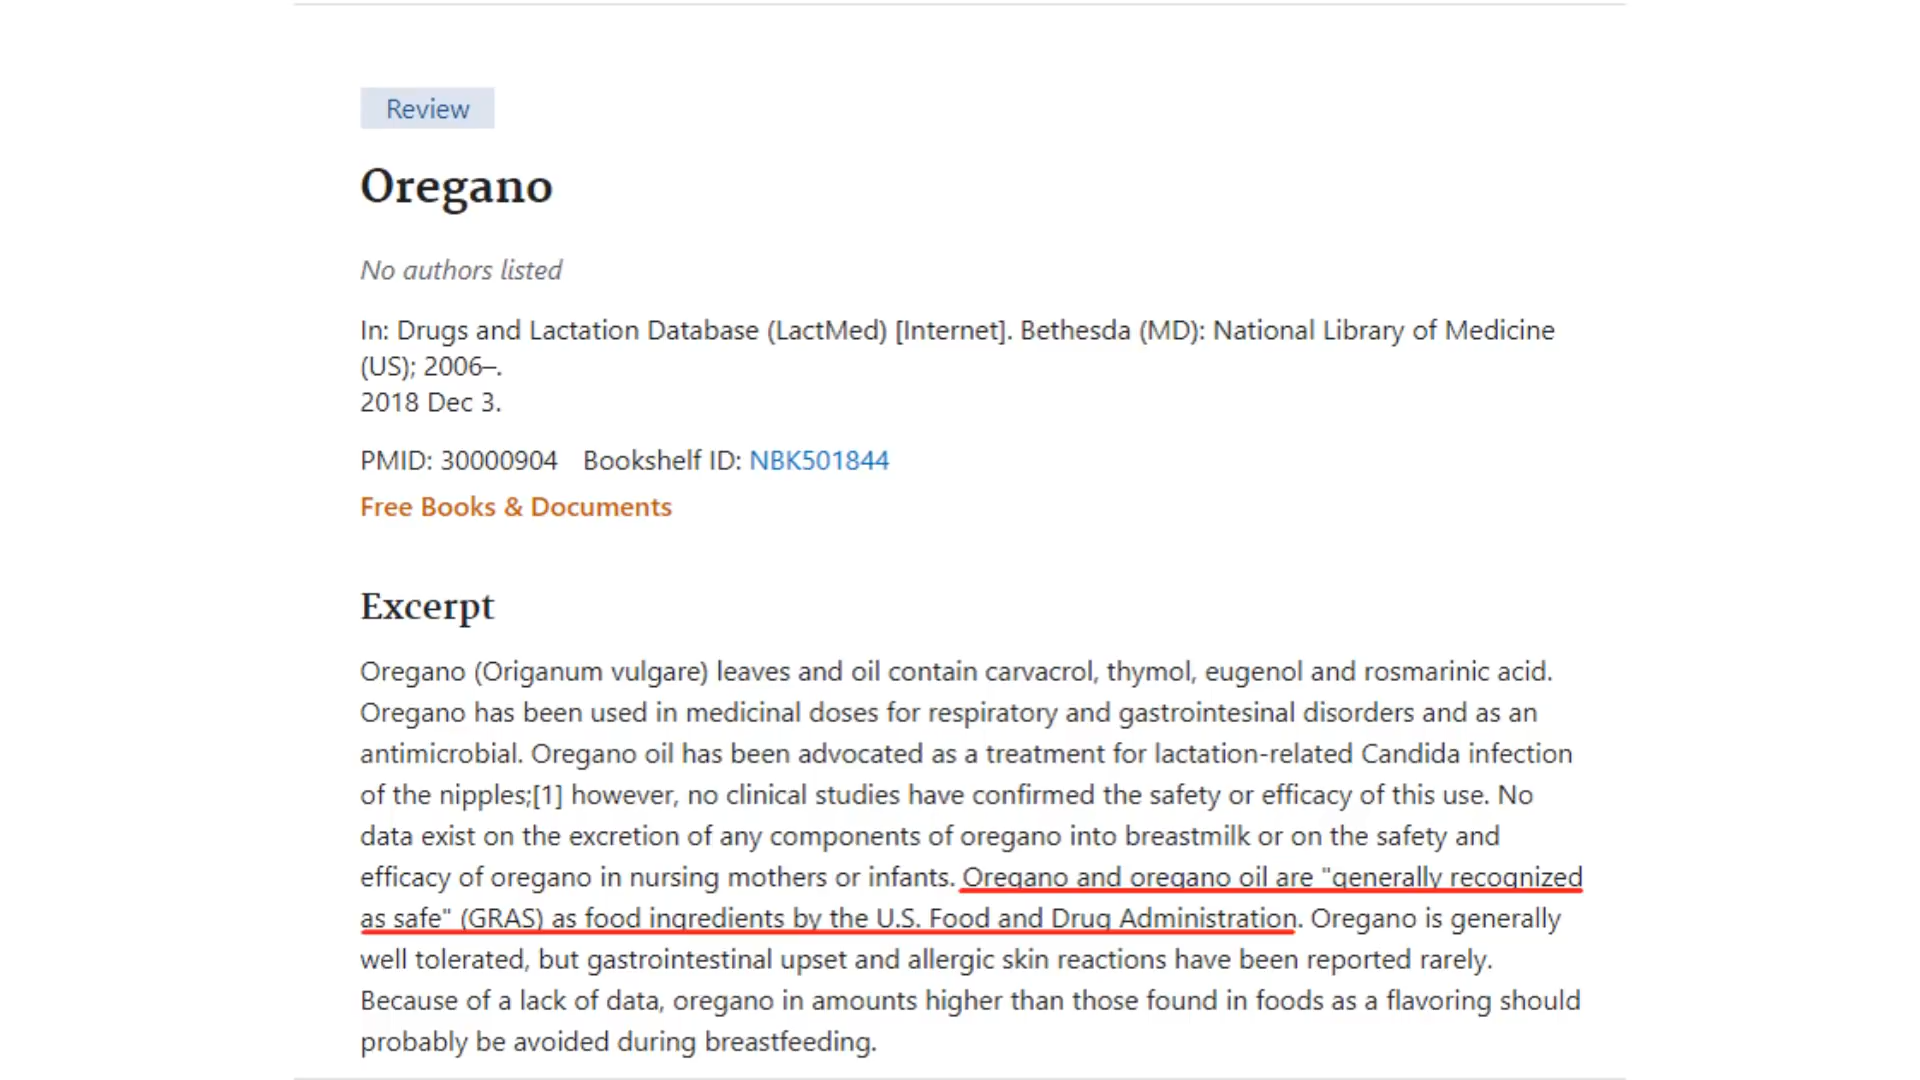 Review
Oregano
No authors listed
In: Drugs and Lactation Database (LactMed) [Internet]. Bethesda (MD): National Library of Medicine
(US); 2006–.
2018 Dec 3.
PMID: 30000904 Bookshelf ID: NBK501844
Free Books & Documents
Excerpt
Oregano (Origanum vulgare) leaves and oil contain carvacrol, thymol, eugenol and rosmarinic acid.
Oregano has been used in medicinal doses for respiratory and gastrointesinal disorders and as an
antimicrobial. Oregano oil has been advocated as a treatment for lactation-related Candida infection
of the nipples;[1] however, no clinical studies have confirmed the safety or efficacy of this use. No
data exist on the excretion of any components of oregano into breastmilk or on the safety and
efficacy of oregano in nursing mothers or infants. Oregano and oregano oil are "generally recognized
as safe" (GRAS) as food ingredients by the U.S. Food and Drug Administration. Oregano is generally
well tolerated, but gastrointestinal upset and allergic skin reactions have been reported rarely.
Because of a lack of data, oregano in amounts higher than those found in foods as a flavoring should
probably be avoided during breastfeeding.